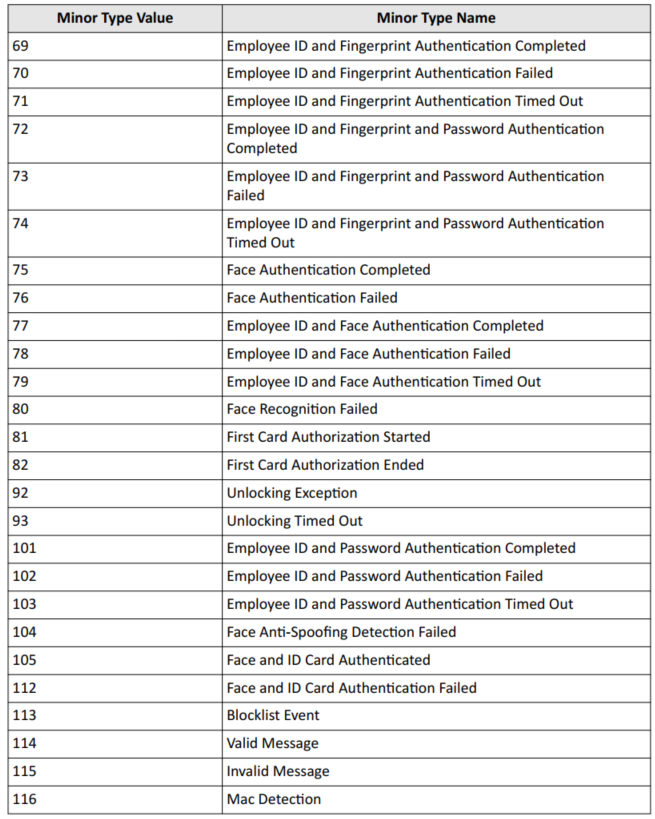 Minor Type Value Minor Type Name
69 Employee ID and Fingerprint Authentication Completed
70 Employee ID and Fingerprint Authentication Failed
71 Employee ID and Fingerprint Authentication Timed Out
72 Employee ID and Fingerprint and Password Authentication
Completed
73 Employee ID and Fingerprint and Password Authentication
Failed
74 Employee ID and Fingerprint and Password Authentication
Timed Out
75 Face Authentication Completed
76 Face Authentication Failed
77 Employee ID and Face Authentication Completed
78 Employee ID and Face Authentication Failed
79 Employee ID and Face Authentication Timed Out
80 Face Recognition Failed
81 First Card Authorization Started
82 First Card Authorization Ended
92 Unlocking Exception
93 Unlocking Timed Out
101 Employee ID and Password Authentication Completed
102 Employee ID and Password Authentication Failed
103 Employee ID and Password Authentication Timed Out
104 Face Anti-Spoofing Detection Failed
105 Face and ID Card Authenticated
112 Face and ID Card Authentication Failed
113 Blocklist Event
114 Valid Message
115 Invalid Message
116 Mac Detection